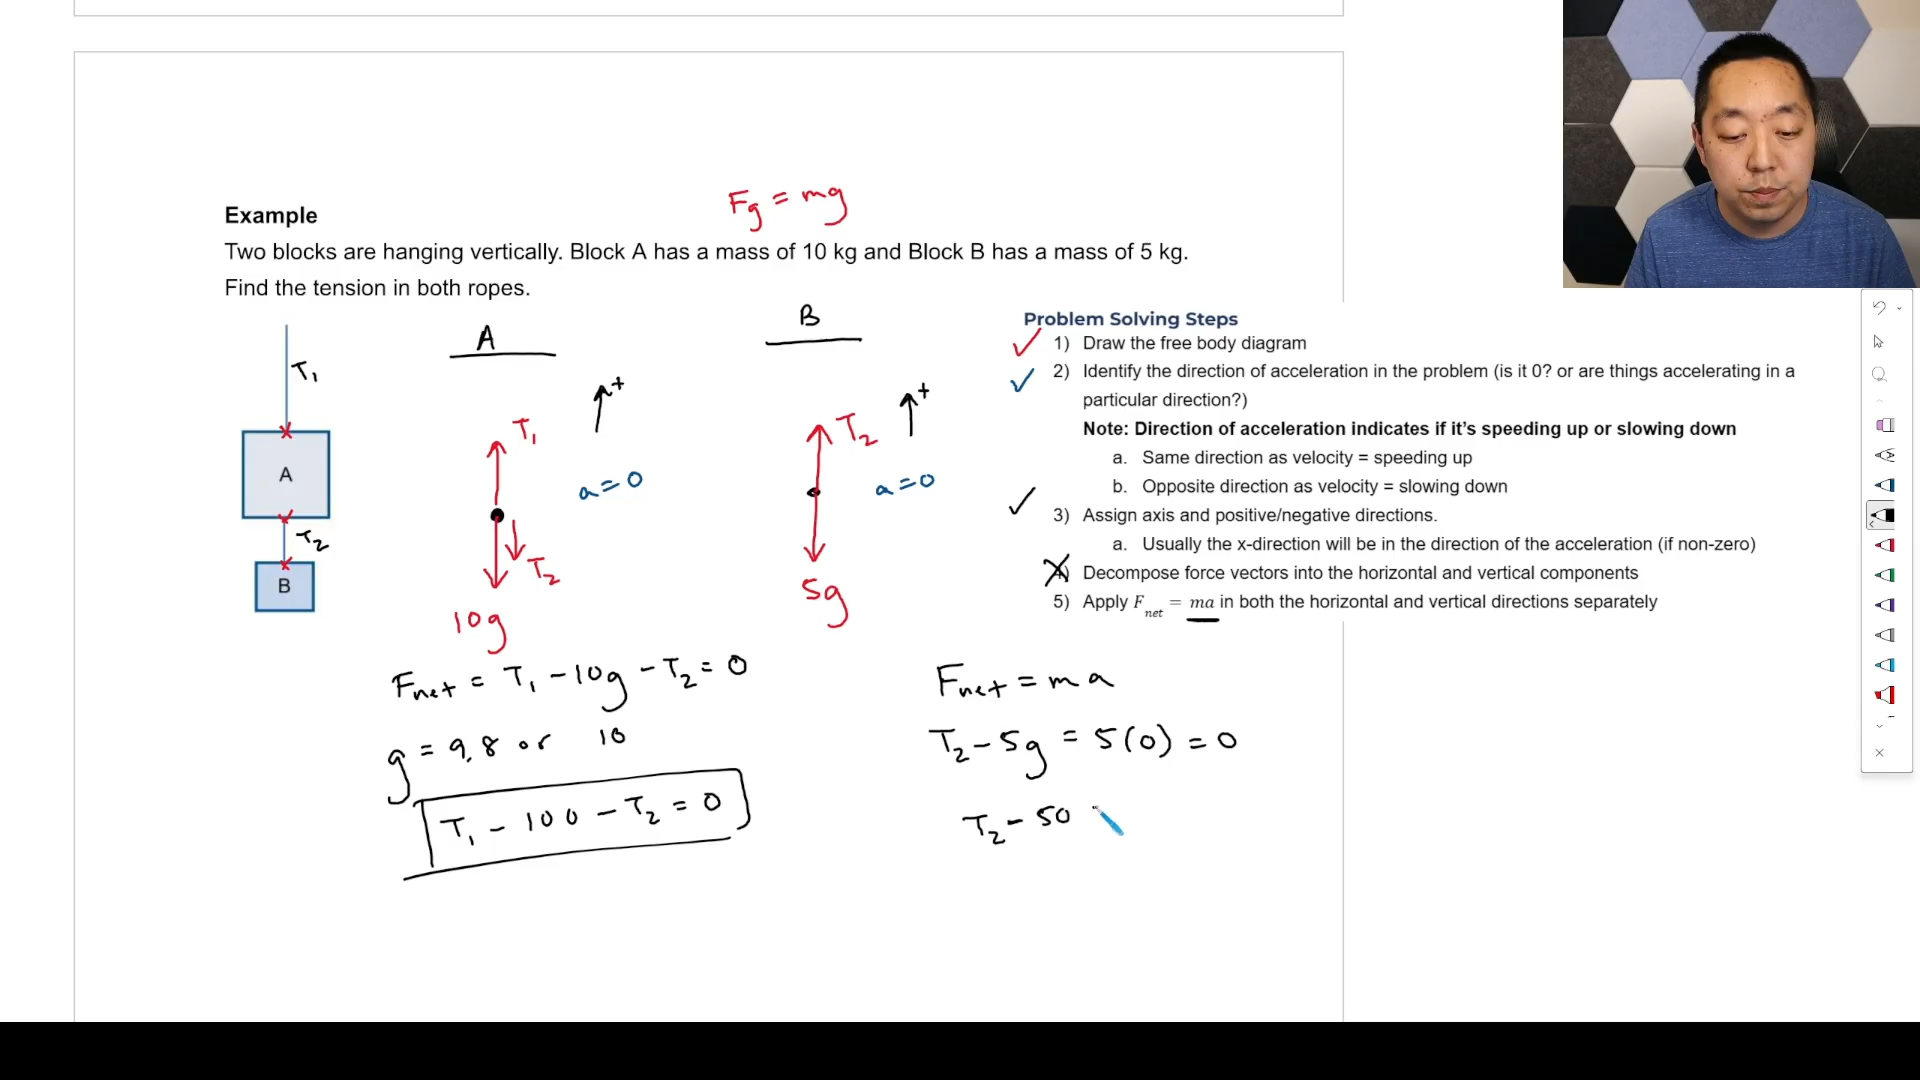 F_g = mg
Example
Two blocks are hanging vertically. Block A has a mass of 10 kg and Block B has a mass of 5 kg.
Find the tension in both ropes.
T₁
A
T₂
B
A
+
T₁
a = 0
T₂
10g
B
+
T₂
a = 0
5g
Problem Solving Steps
1) Draw the free body diagram
2) Identify the direction of acceleration in the problem (is it 0? or are things accelerating in a
particular direction?)
Note: Direction of acceleration indicates if it's speeding up or slowing down
a. Same direction as velocity = speeding up
b. Opposite direction as velocity = slowing down
3) Assign axis and positive/negative directions.
a. Usually the x-direction will be in the direction of the acceleration (if non-zero)
4) Decompose force vectors into the horizontal and vertical components
5) Apply F_net = ma in both the horizontal and vertical directions separately
F_net = T₁ - 10g - T₂ = 0
g = 9.8 or 10
T₁ - 100 - T₂ = 0
F_net = ma
T₂ - 5g = 5(0) = 0
T₂ - 50